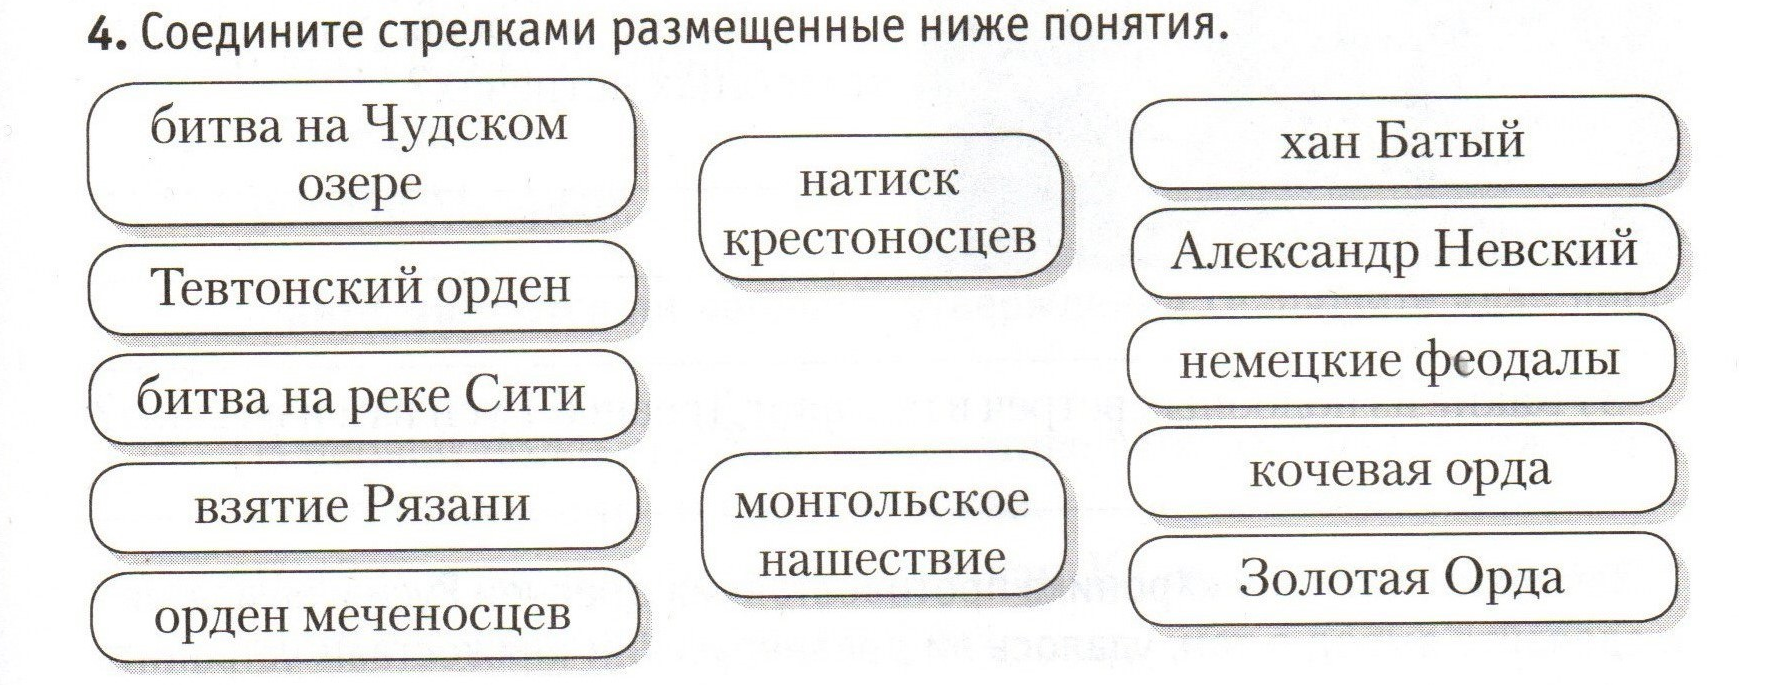 4. Соедините стрелками размещенные ниже понятия.
битва на Чудском
озере
Тевтонский орден
битва на реке Сити
взятие Рязани
орден меченосцев
натиск
крестоносцев
монгольское
нашествие
хан Батый
Александр Невский
немецкие феодалы
кочевая орда
Золотая Орда